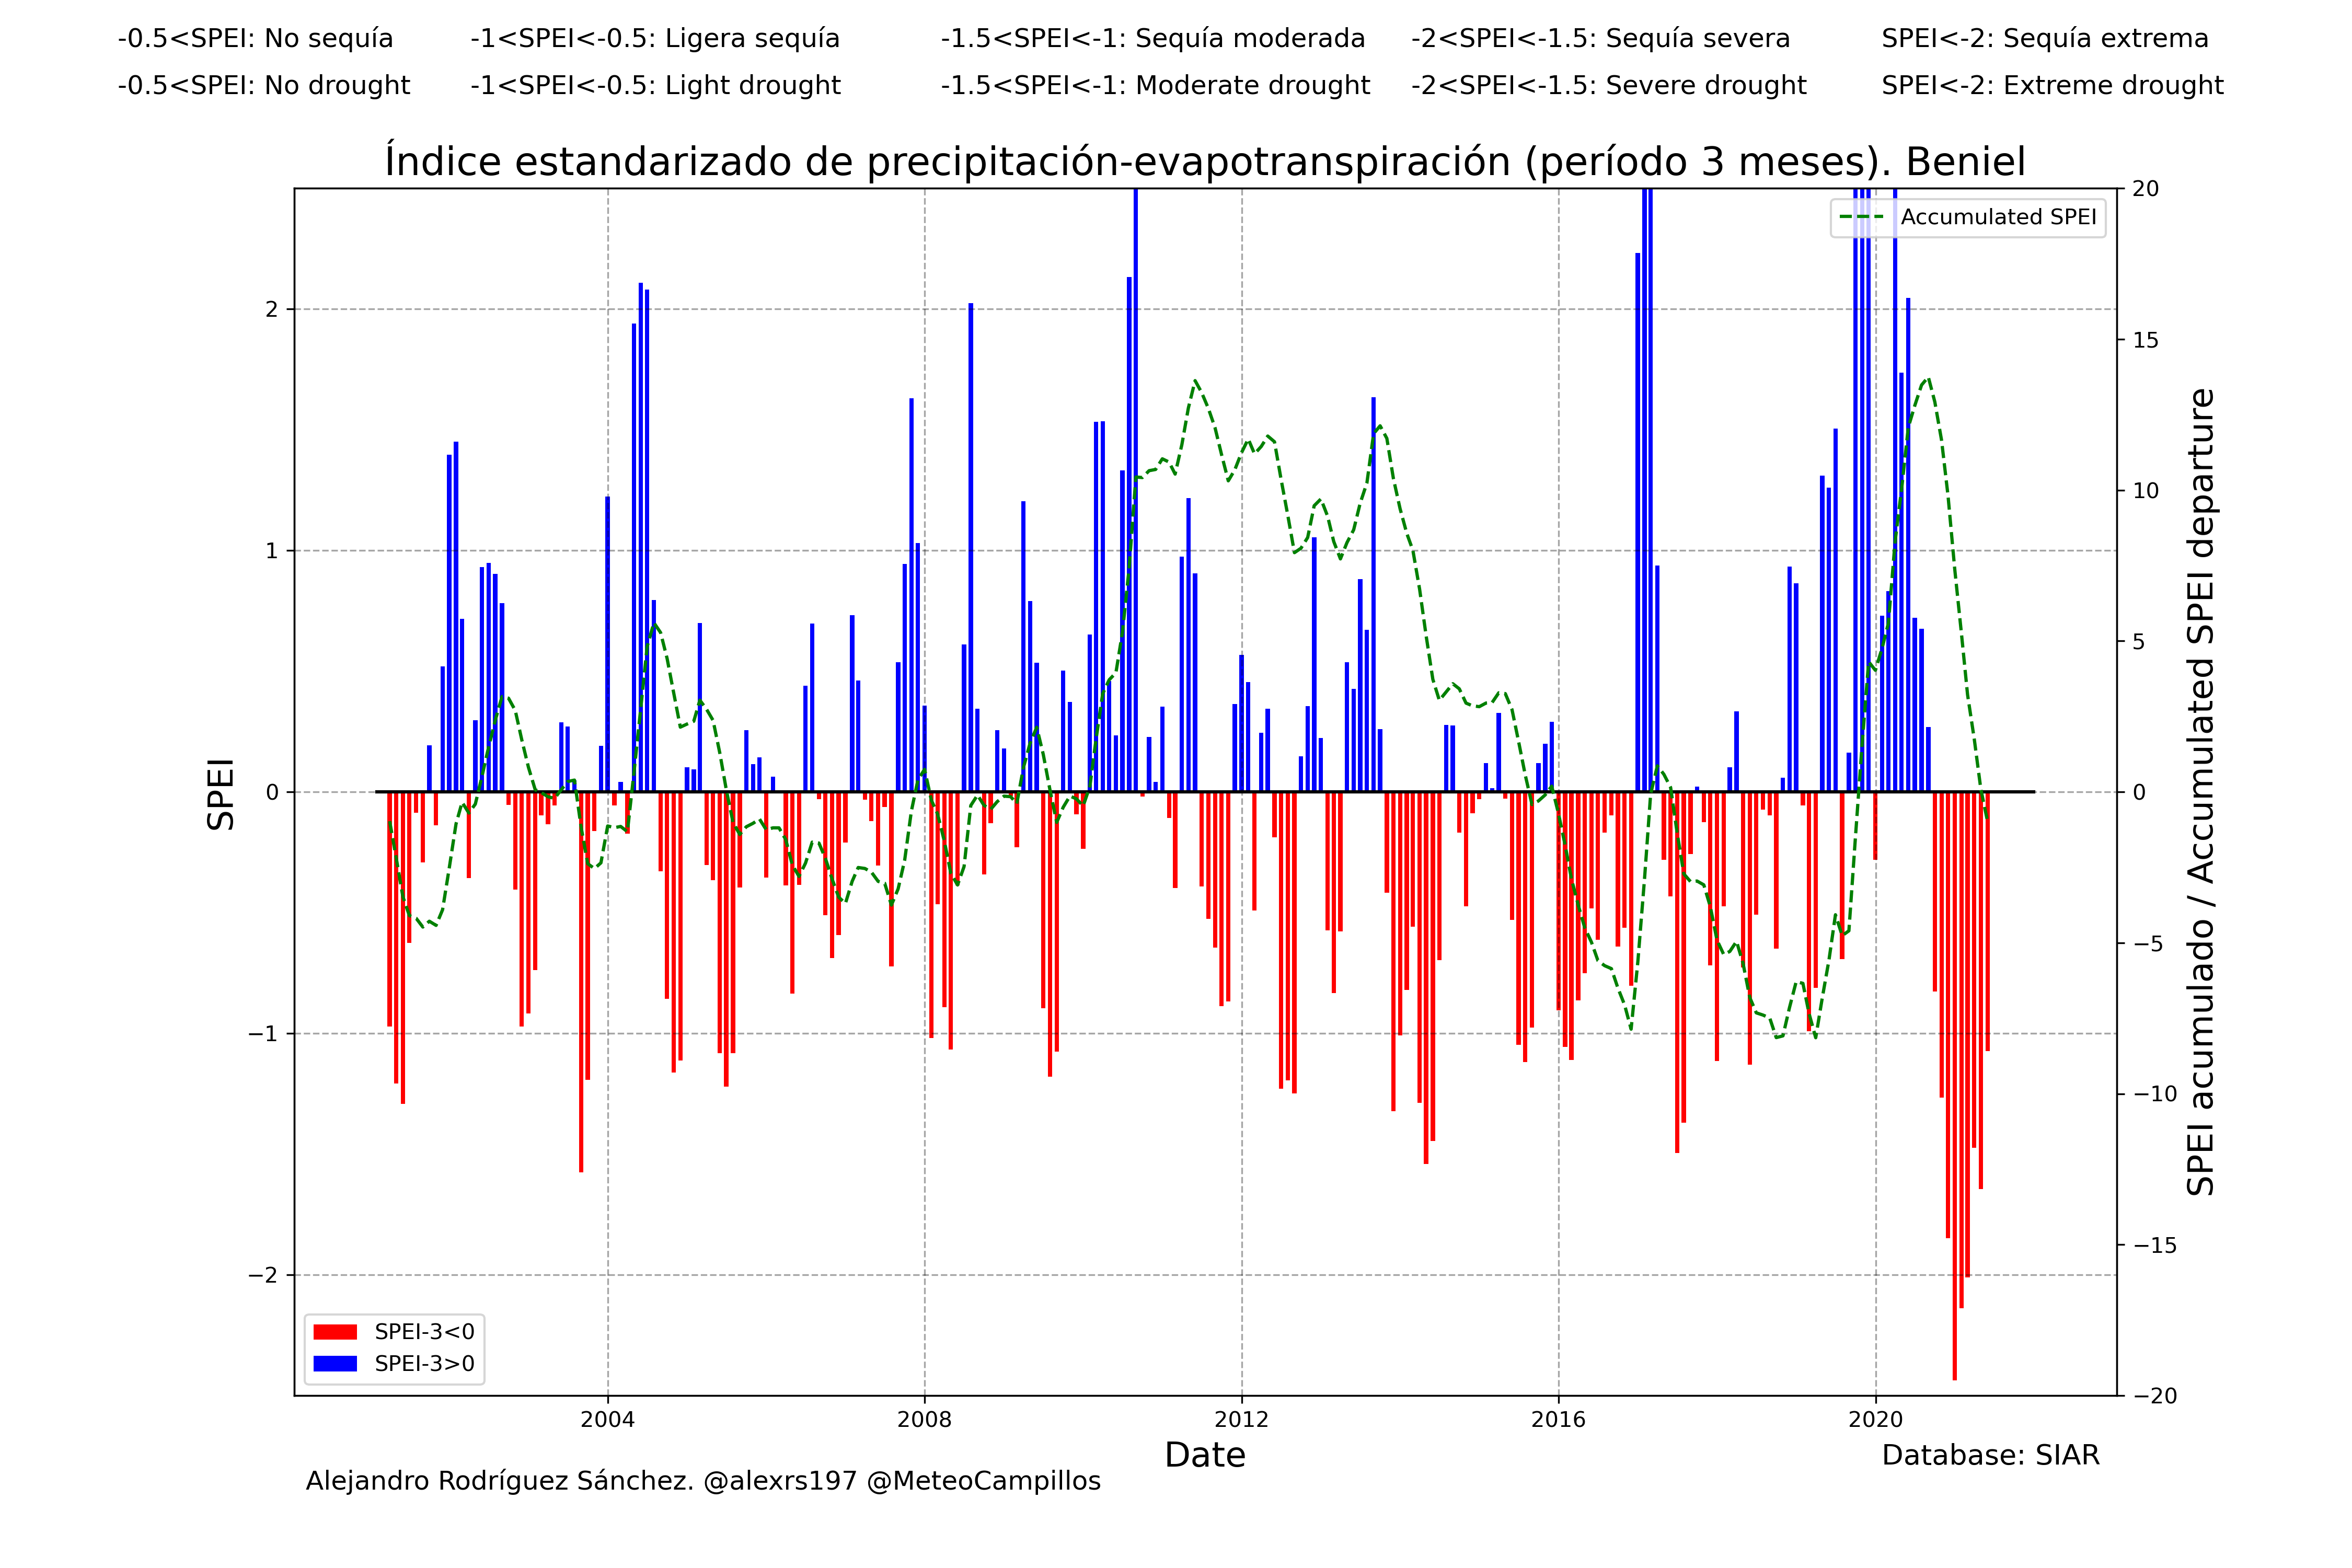 -0.5<SPEI: No sequía -1<SPEI<-0.5: Ligera sequía -1.5<SPEI<-1: Sequía moderada -2<SPEI<-1.5: Sequía severa SPEI<-2: Sequía extrema
-0.5<SPEI: No drought -1<SPEI<-0.5: Light drought -1.5<SPEI<-1: Moderate drought -2<SPEI<-1.5: Severe drought SPEI<-2: Extreme drought
Índice estandarizado de precipitación-evapotranspiración (período 3 meses). Beniel
Accumulated SPEI
SPEI
2
1
0
−1
−2
20
15
10
5
0
−5
−10
−15
−20
SPEI acumulado / Accumulated SPEI departure
SPEI-3<0
SPEI-3>0
2004 2008 2012 2016 2020
Date
Database: SIAR
Alejandro Rodríguez Sánchez. @alexrs197 @MeteoCampillos